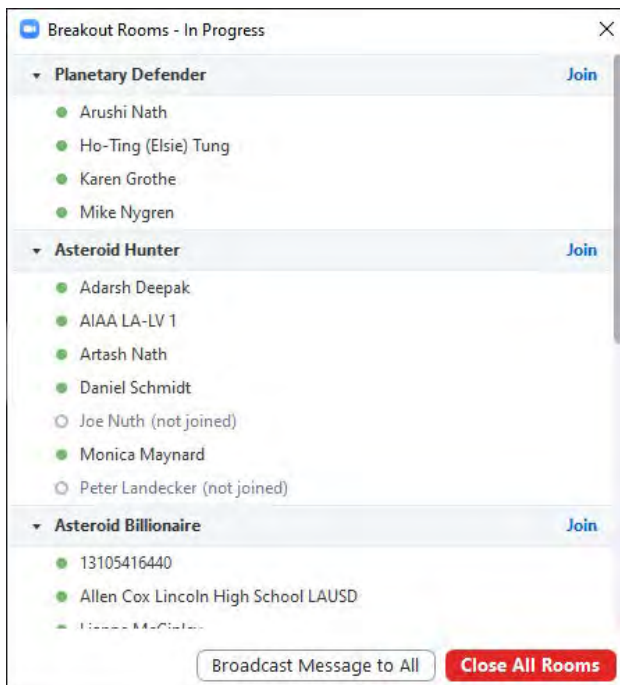 Breakout Rooms - In Progress
Planetary Defender Join
Arushi Nath
Ho-Ting (Elsie) Tung
Karen Grothe
Mike Nygren
Asteroid Hunter Join
Adarsh Deepak
AIAA LA-LV 1
Artash Nath
Daniel Schmidt
Joe Nuth (not joined)
Monica Maynard
Peter Landecker (not joined)
Asteroid Billionaire Join
13105416440
Allen Cox Lincoln High School LAUSD
Broadcast Message to All Close All Rooms